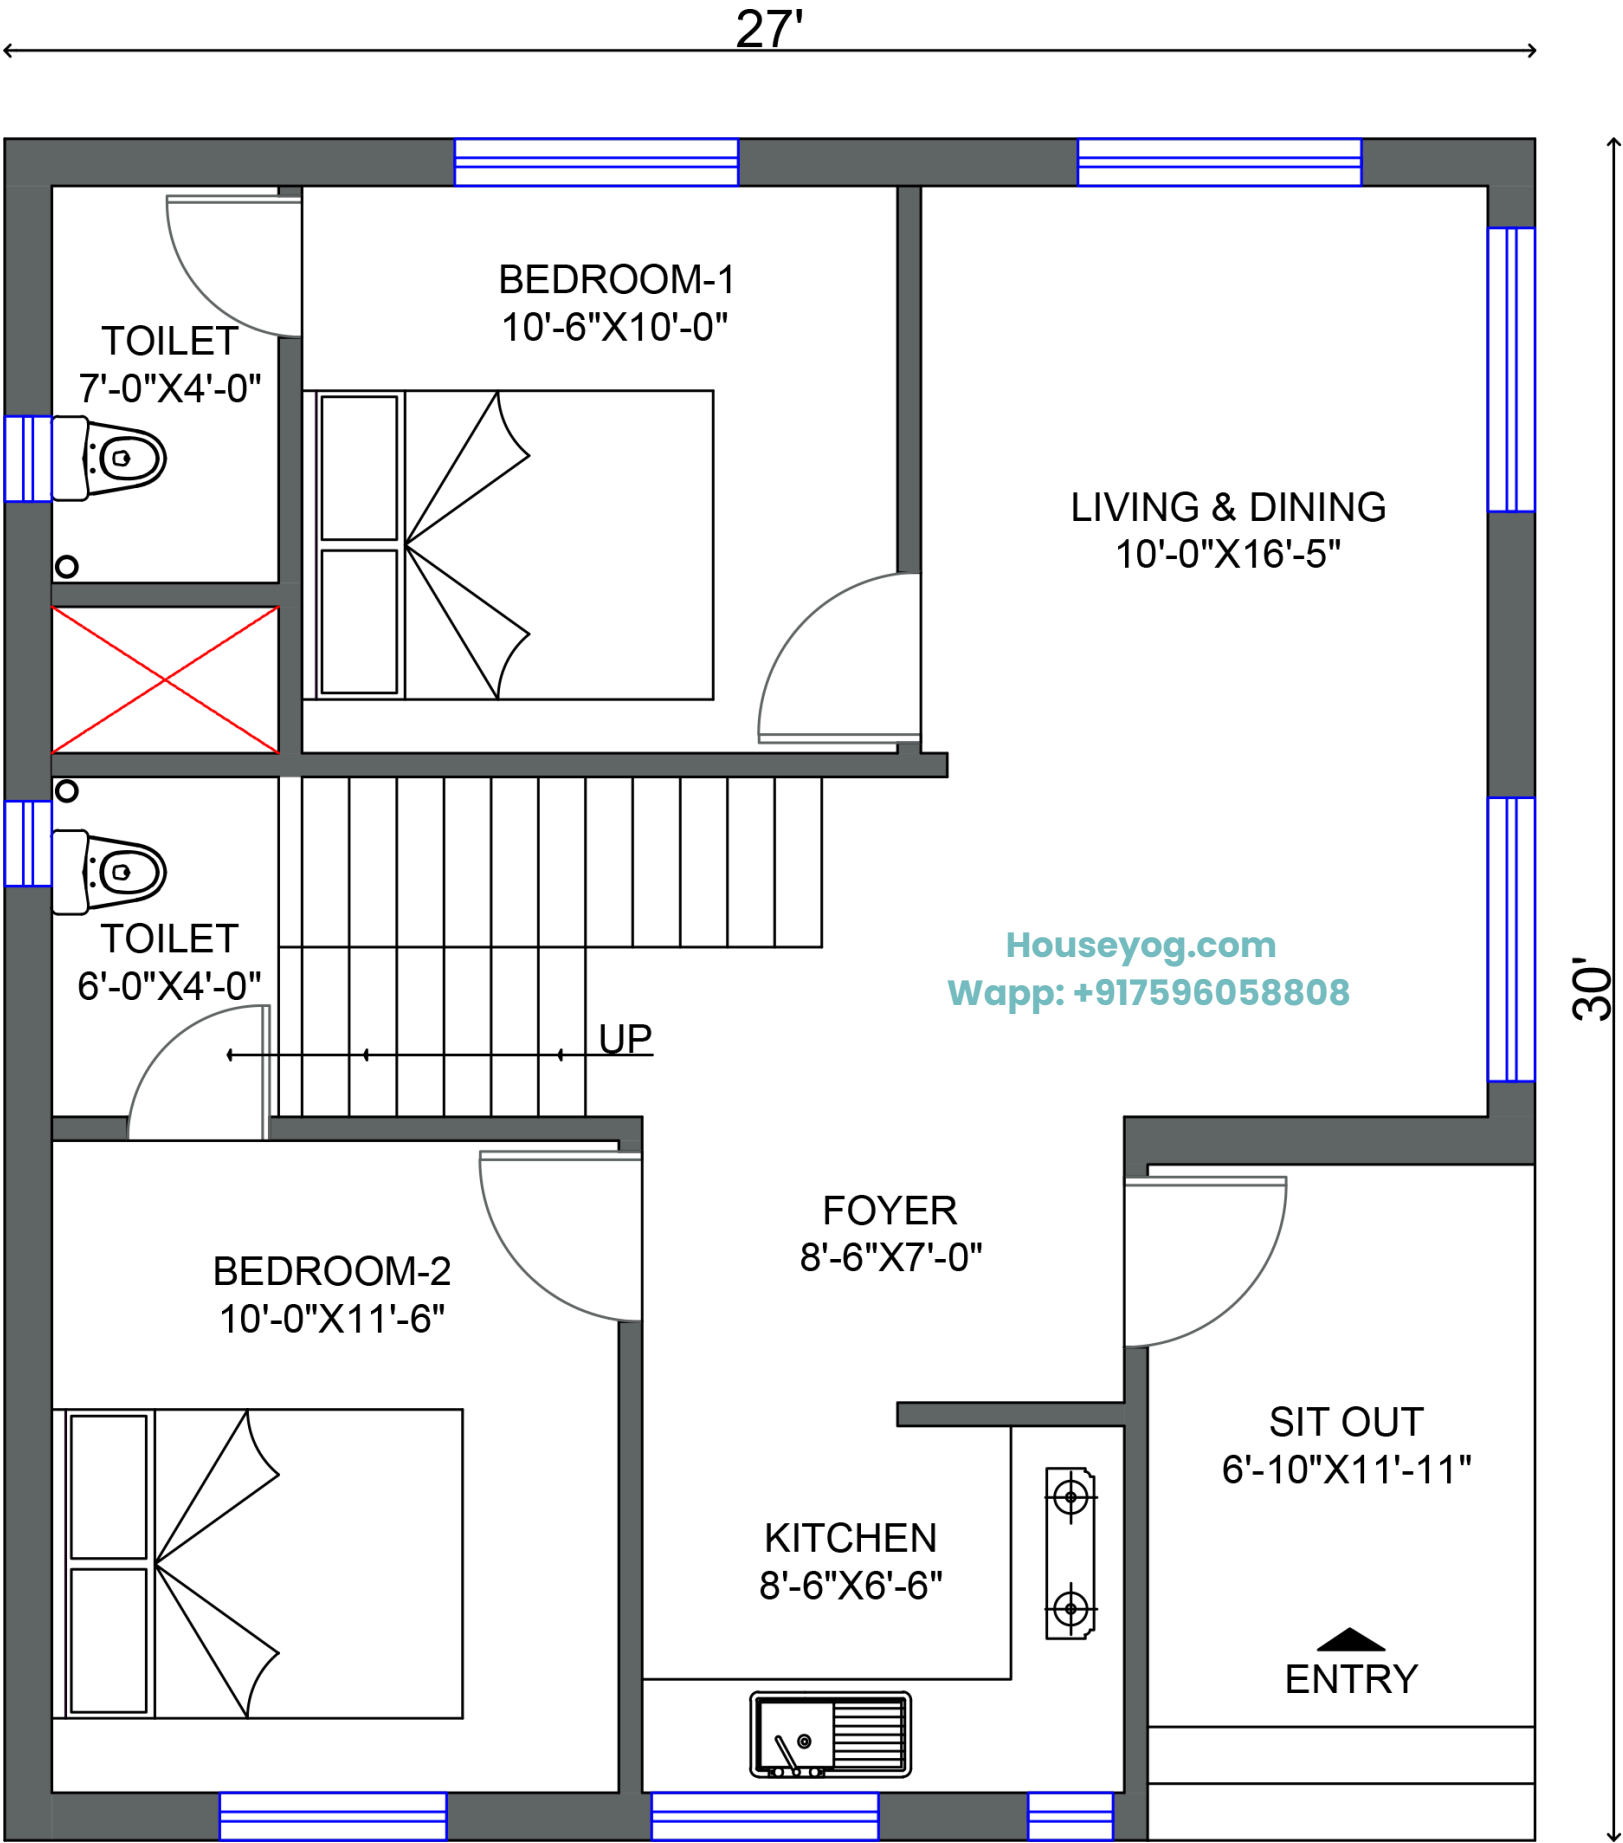 27'
BEDROOM-1
10'-6"X10'-0"
TOILET
7'-0"X4'-0"
LIVING & DINING
10'-0"X16'-5"
TOILET
6'-0"X4'-0"
Houseyog.com
Wapp: +917596058808
30'
UP
FOYER
8'-6"X7'-0"
BEDROOM-2
10'-0"X11'-6"
SIT OUT
6'-10"X11'-11"
KITCHEN
8'-6"X6'-6"
ENTRY